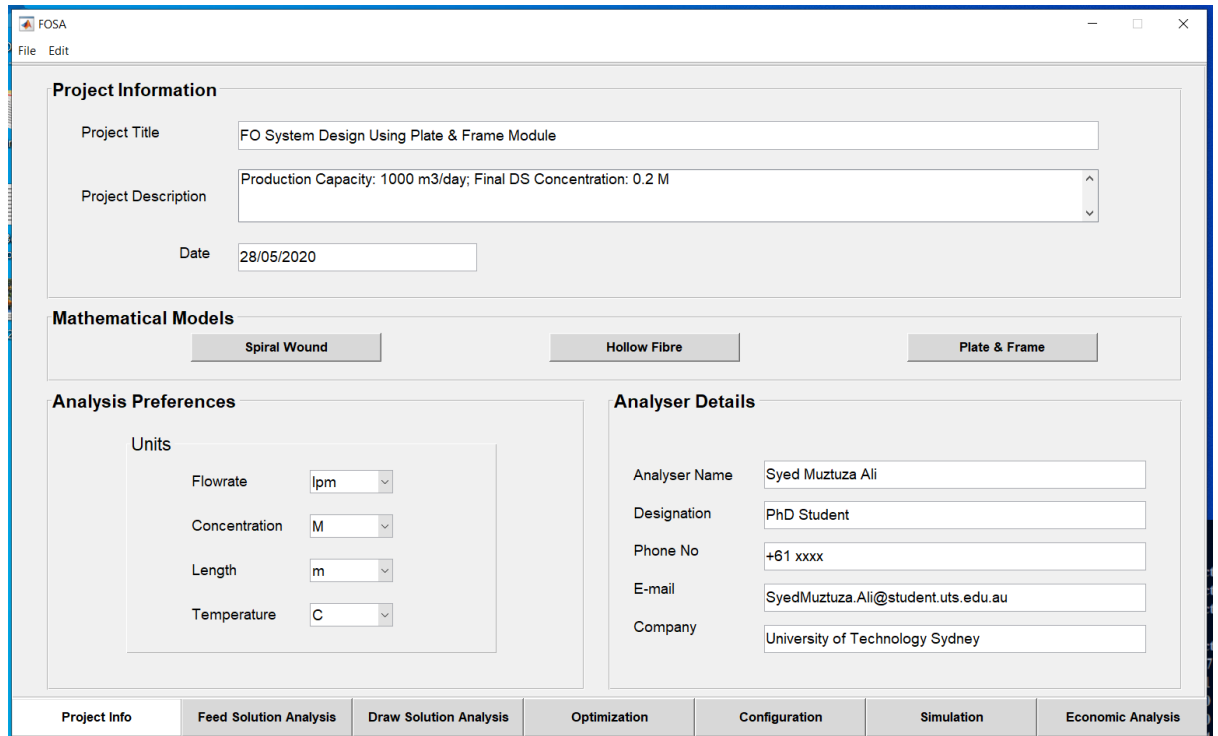 FOSA
File Edit
Project Information
Project Title FO System Design Using Plate & Frame Module
Project Description Production Capacity: 1000 m3/day; Final DS Concentration: 0.2 M
Date 28/05/2020
Mathematical Models
Spiral Wound Hollow Fibre Plate & Frame
Analysis Preferences
Units
Flowrate lpm
Concentration M
Length m
Temperature C
Analyser Details
Analyser Name Syed Muztuza Ali
Designation PhD Student
Phone No +61 xxxx
E-mail SyedMuztuza.Ali@student.uts.edu.au
Company University of Technology Sydney
Project Info Feed Solution Analysis Draw Solution Analysis Optimization Configuration Simulation Economic Analysis